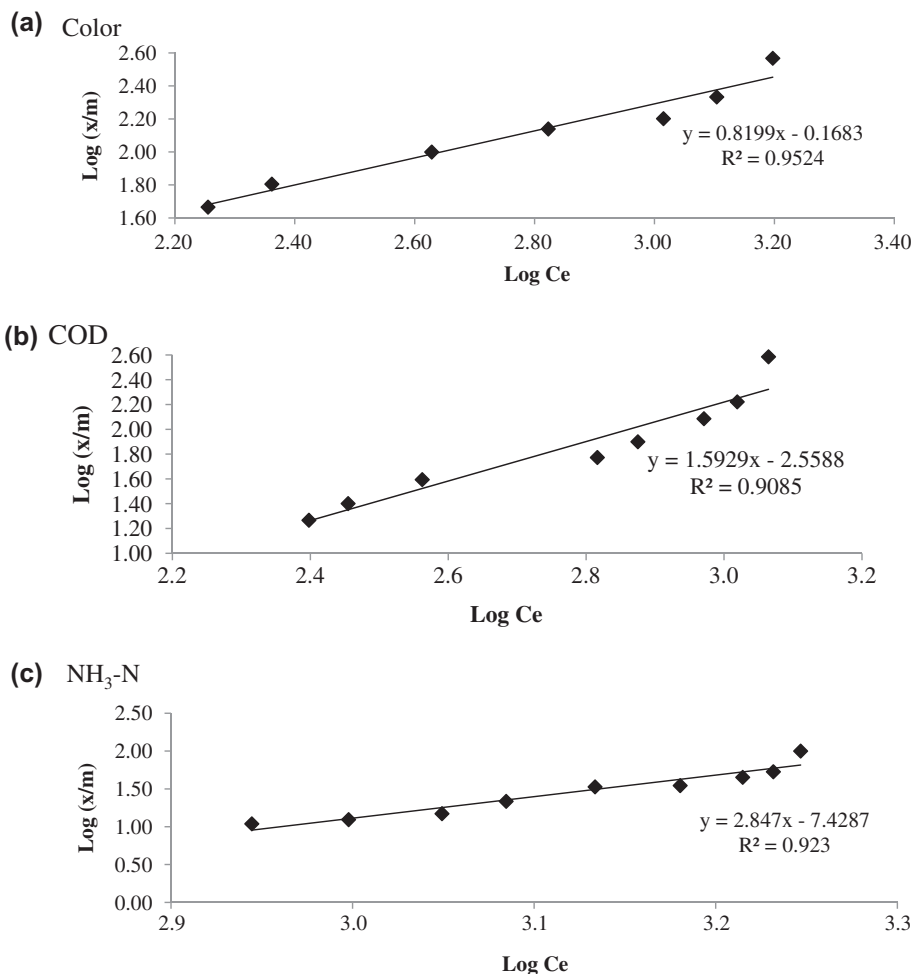 (a) Color
2.60
2.40
2.20
2.00
1.80
1.60
Log (x/m)
y = 0.8199x - 0.1683
R² = 0.9524
2.20 2.40 2.60 2.80 3.00 3.20 3.40
Log Ce
(b) COD
2.60
2.40
2.20
2.00
1.80
1.60
1.40
1.20
1.00
Log (x/m)
y = 1.5929x - 2.5588
R² = 0.9085
2.2 2.4 2.6 2.8 3.0 3.2
Log Ce
(c) NH₃-N
2.50
2.00
1.50
1.00
0.50
0.00
Log (x/m)
y = 2.847x - 7.4287
R² = 0.923
2.9 3.0 3.1 3.2 3.3
Log Ce